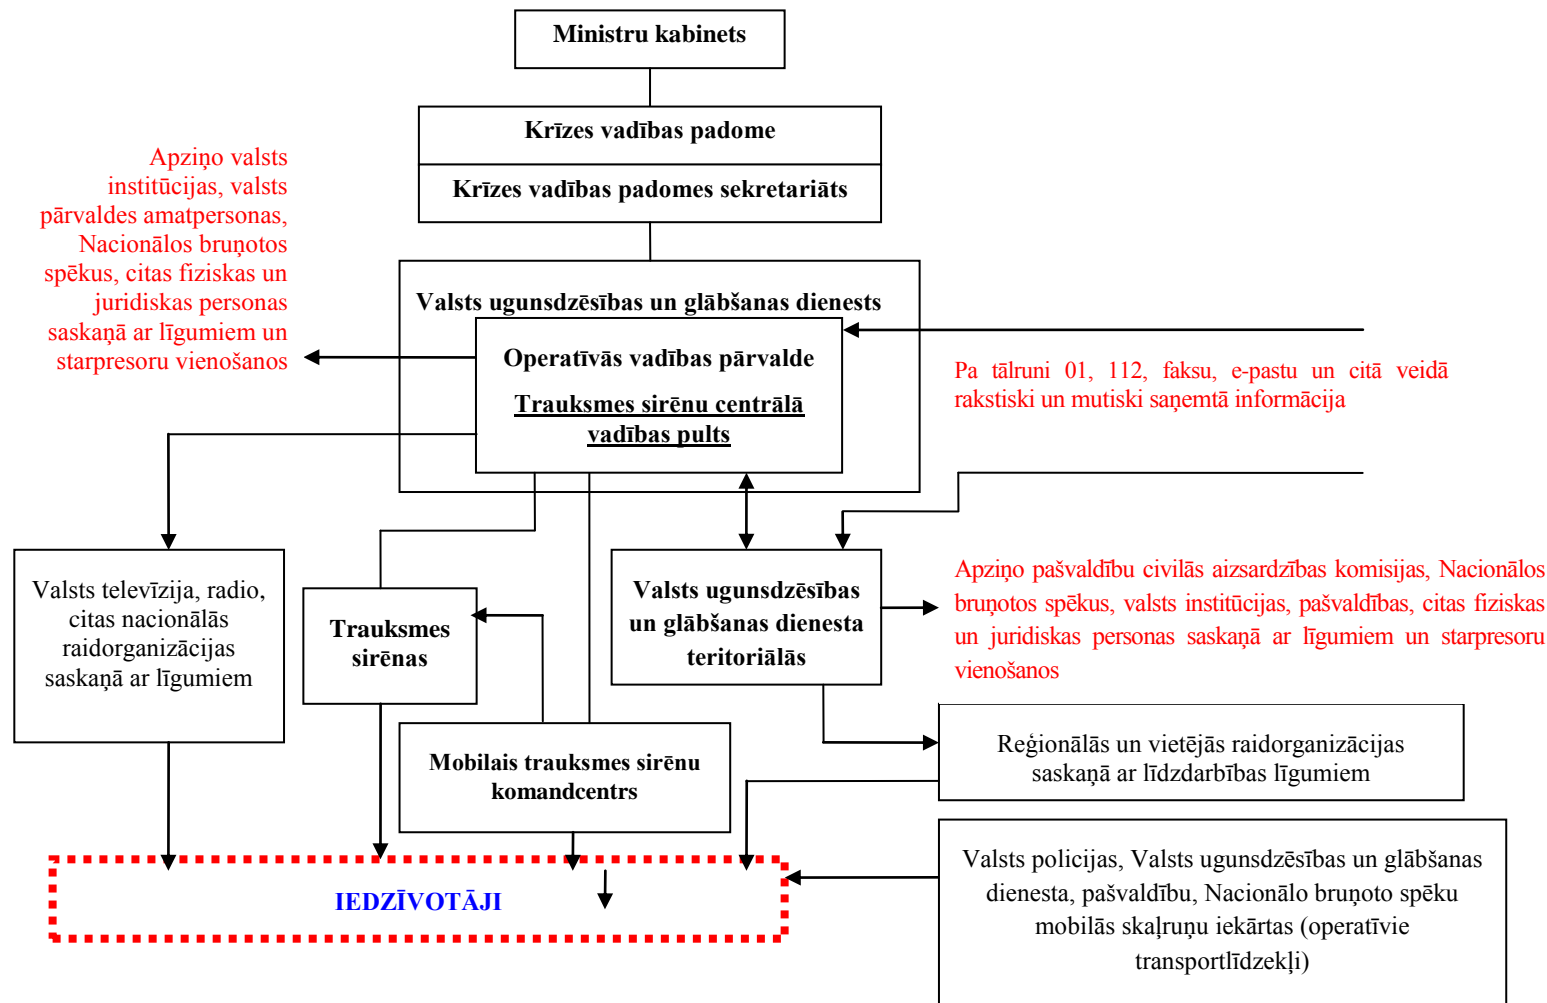 Ministru kabinets
Krīzes vadības padome
Krīzes vadības padomes sekretariāts
Apziņo valsts
institūcijas, valsts
pārvaldes amatpersonas,
Nacionālos bruņotos
spēkus, citas fiziskas un
juridiskas personas
saskaņā ar līgumiem un
starpresoru vienošanos
Valsts ugunsdzēsības un glābšanas dienests
Operatīvās vadības pārvalde
Trauksmes sirēnu centrālā
vadības pults
Pa tālruni 01, 112, faksu, e-pastu un citā veidā
rakstiski un mutiski saņemtā informācija
Valsts televīzija, radio,
citas nacionālās
raidorganizācijas
saskaņā ar līgumiem
Trauksmes
sirēnas
Valsts ugunsdzēsības
un glābšanas dienesta
teritoriālās
Apziņo pašvaldību civilās aizsardzības komisijas, Nacionālos
bruņotos spēkus, valsts institūcijas, pašvaldības, citas fiziskas
un juridiskas personas saskaņā ar līgumiem un starpresoru
vienošanos
Mobilais trauksmes sirēnu
komandcentrs
Reģionālās un vietējās raidorganizācijas
saskaņā ar līdzdarbības līgumiem
IEDZĪVOTĀJI
Valsts policijas, Valsts ugunsdzēsības un glābšanas
dienesta, pašvaldību, Nacionālo bruņoto spēku
mobilās skaļruņu iekārtas (operatīvie
transportlīdzekļi)